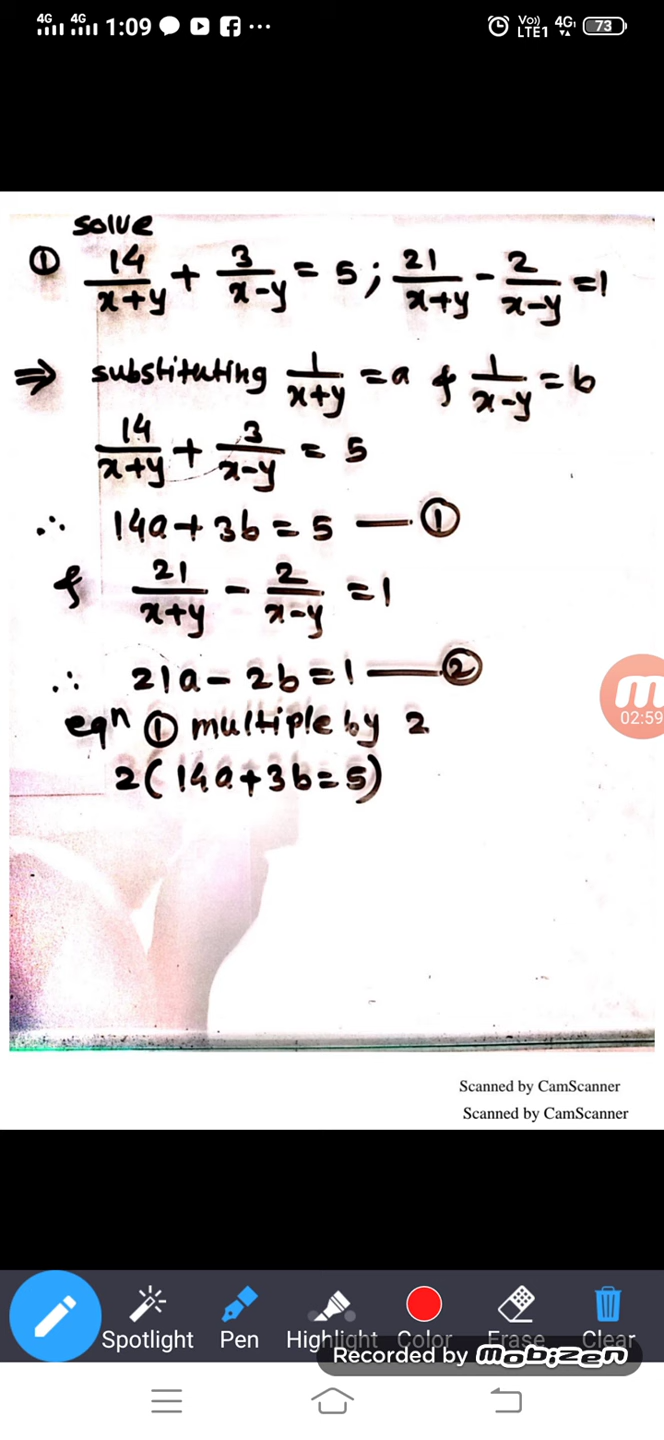 4G 4G 1:09 ... Vo)) LTE1 4G1 73
solve
① 14/(x+y) + 3/(x-y) = 5; 21/(x+y) - 2/(x-y) = 1
⇒ substituting 1/(x+y) = a & 1/(x-y) = b
14/(x+y) + 3/(x-y) = 5
∴ 14a + 3b = 5 — ①
& 21/(x+y) - 2/(x-y) = 1
∴ 21a - 2b = 1 — ②
eqn ① multiple by 2
2(14a+3b=5)
m
02:59
Scanned by CamScanner
Scanned by CamScanner
Spotlight Pen Highlight Color Erase Clear
Recorded by mobizen